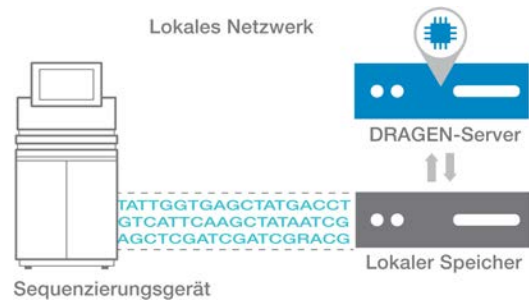 Lokales Netzwerk
DRAGEN-Server
TATTGGTGAGCTATGACCT
GTCATTCAAGCTATAATCG
AGCTCGATCGATCGRACG
Lokaler Speicher
Sequenzierungsgerät